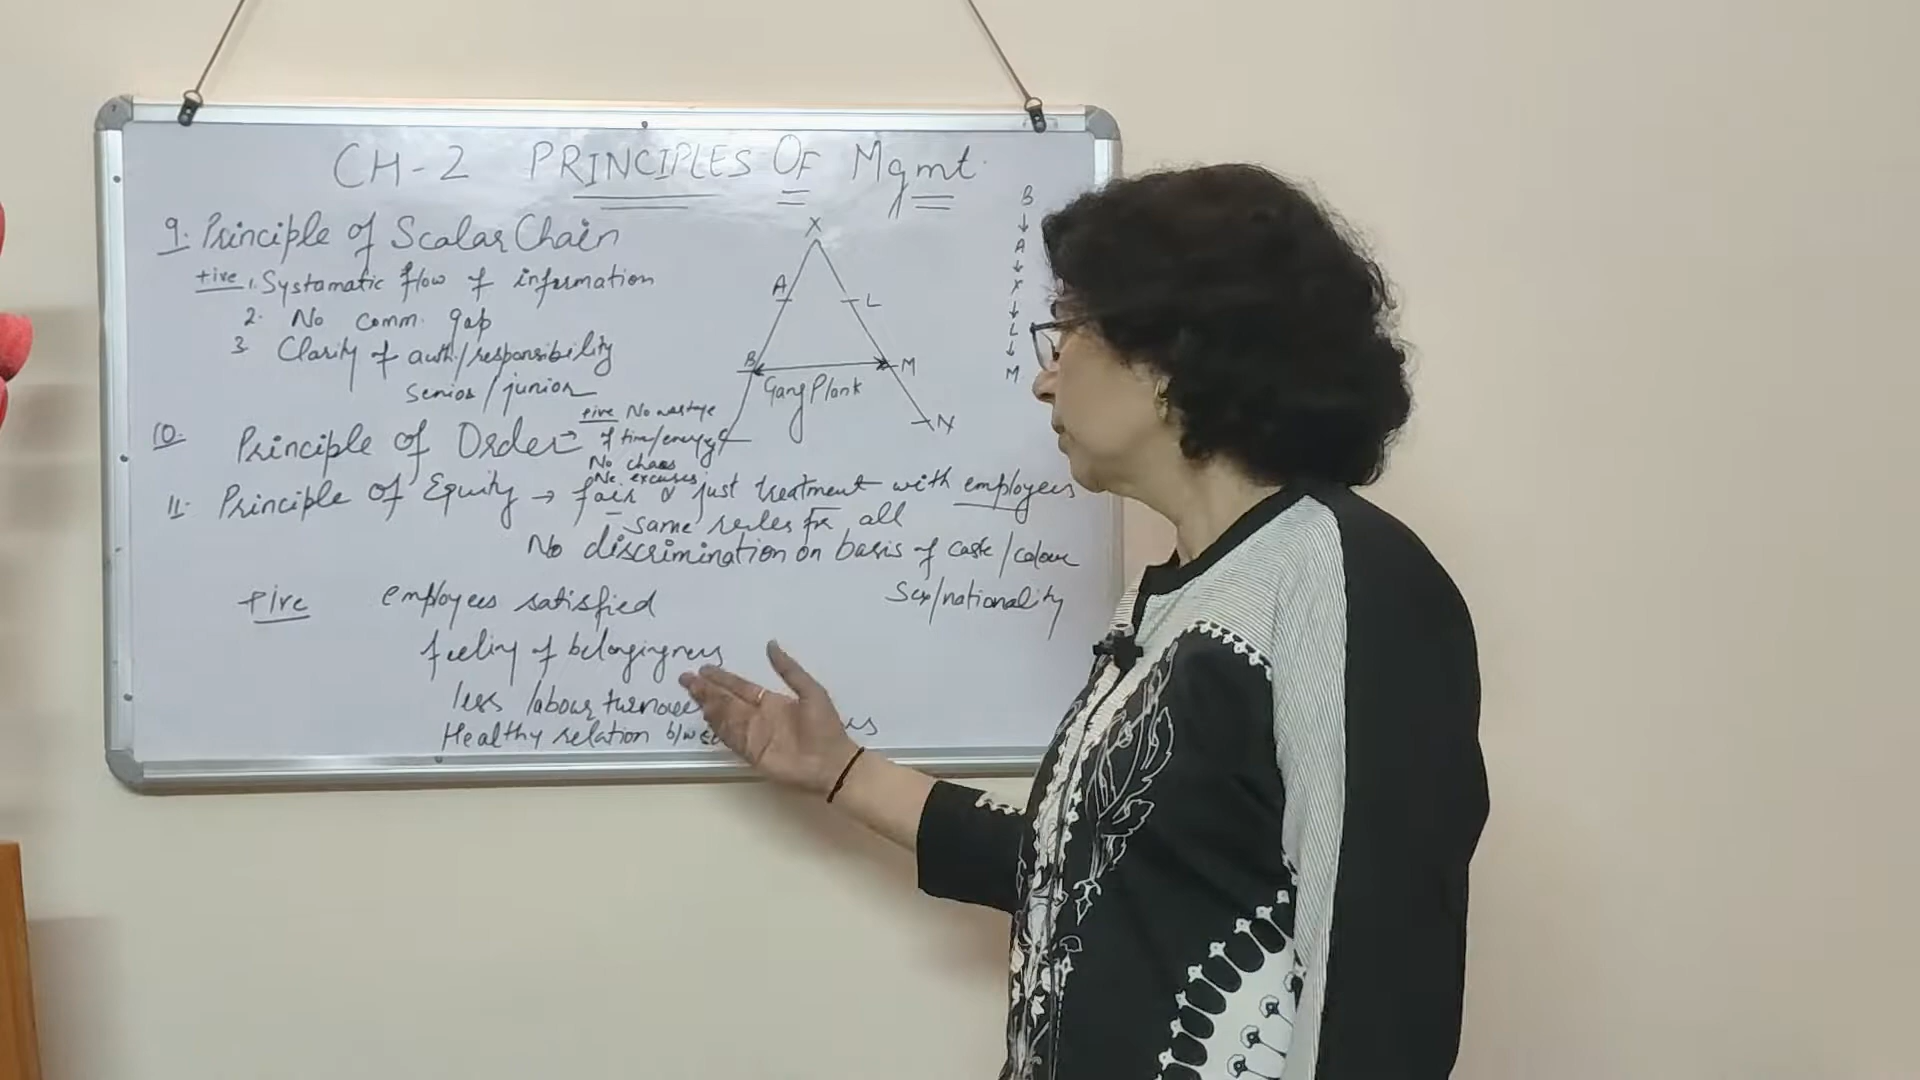 CH-2 PRINCIPLES OF Mgmt.
9. Principle of Scalar Chain
+ive 1. Systamatic flow of information
2. No comm. gap
3. Clarity of auth./responsibility
senior/junior
X
A
L
B
M
Gang Plank
N
B
↓
A
↓
X
↓
L
↓
M
10. Principle of Order → +ive No wastage
of time/energy
No chaos
No excuses
11. Principle of Equity → fair & just treatment with employees
same rules for all
No discrimination on basis of caste/colour
Sex/nationality
+ive employees satisfied
feeling of belongingness
less labour
Healthy relation b/w